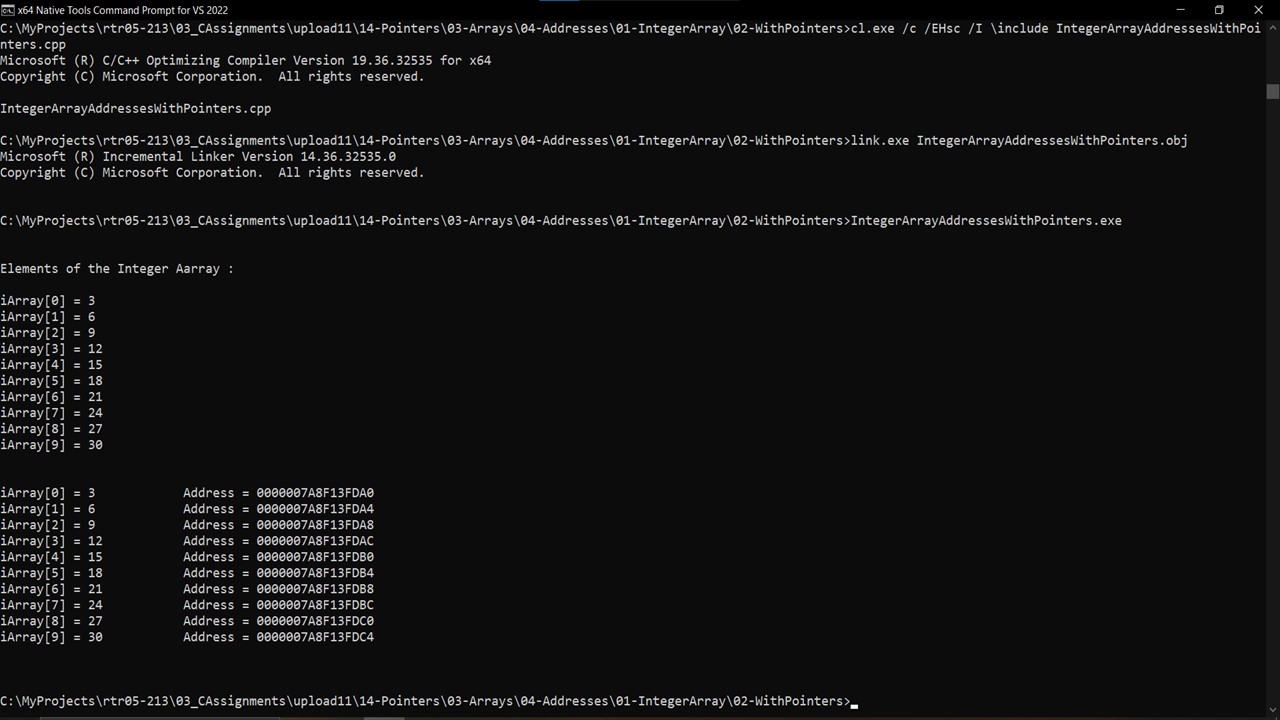 x64 Native Tools Command Prompt for VS 2022
C:\MyProjects\rtr05-213\03_CAssignments\upload11\14-Pointers\03-Arrays\04-Addresses\01-IntegerArray\02-WithPointers>cl.exe /c /EHsc /I \include IntegerArrayAddressesWithPoi
nters.cpp
Microsoft (R) C/C++ Optimizing Compiler Version 19.36.32535 for x64
Copyright (C) Microsoft Corporation.  All rights reserved.
IntegerArrayAddressesWithPointers.cpp
C:\MyProjects\rtr05-213\03_CAssignments\upload11\14-Pointers\03-Arrays\04-Addresses\01-IntegerArray\02-WithPointers>link.exe IntegerArrayAddressesWithPointers.obj
Microsoft (R) Incremental Linker Version 14.36.32535.0
Copyright (C) Microsoft Corporation.  All rights reserved.
C:\MyProjects\rtr05-213\03_CAssignments\upload11\14-Pointers\03-Arrays\04-Addresses\01-IntegerArray\02-WithPointers>IntegerArrayAddressesWithPointers.exe
Elements of the Integer Aarray :
iArray[0] = 3
iArray[1] = 6
iArray[2] = 9
iArray[3] = 12
iArray[4] = 15
iArray[5] = 18
iArray[6] = 21
iArray[7] = 24
iArray[8] = 27
iArray[9] = 30
iArray[0] = 3           Address = 0000007A8F13FDA0
iArray[1] = 6           Address = 0000007A8F13FDA4
iArray[2] = 9           Address = 0000007A8F13FDA8
iArray[3] = 12          Address = 0000007A8F13FDAC
iArray[4] = 15          Address = 0000007A8F13FDB0
iArray[5] = 18          Address = 0000007A8F13FDB4
iArray[6] = 21          Address = 0000007A8F13FDB8
iArray[7] = 24          Address = 0000007A8F13FDBC
iArray[8] = 27          Address = 0000007A8F13FDC0
iArray[9] = 30          Address = 0000007A8F13FDC4
C:\MyProjects\rtr05-213\03_CAssignments\upload11\14-Pointers\03-Arrays\04-Addresses\01-IntegerArray\02-WithPointers>